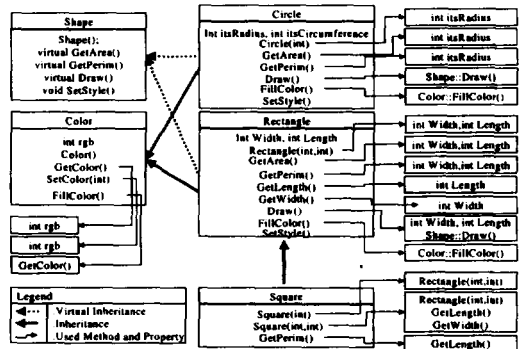 Shape
Shape();
virtual GetArea()
virtual GetPerim()
virtual Draw()
void SetStyle()
Color
int rgb
Color()
GetColor()
SetColor(int)
FillColor()
int rgb
int rgb
GetColor()
Legend
Virtual Inheritance
Inheritance
Used Method and Property
Circle
Int itsRadius, int itsCircumference
Circle(int)
GetArea()
GetPerim()
Draw()
FillColor()
SetStyle()
Rectangle
Int Width, int Length
Rectangle(int,int)
GetArea()
GetPerim()
GetLength()
GetWidth()
Draw()
FillColor()
SetStyle()
Square
Square(int)
Square(int,int)
GetPerim()
int itsRadius
int itsRadius
int itsRadius
Shape::Draw()
Color::FillColor()
int Width,int Length
int Width,int Length
int Width,int Length
int Length
int Width
int Width, int Length
Shape::Draw()
Color::FillColor()
Rectangle(int,int)
Rectangle(int,int)
GetLength()
GetWidth()
GetLength()